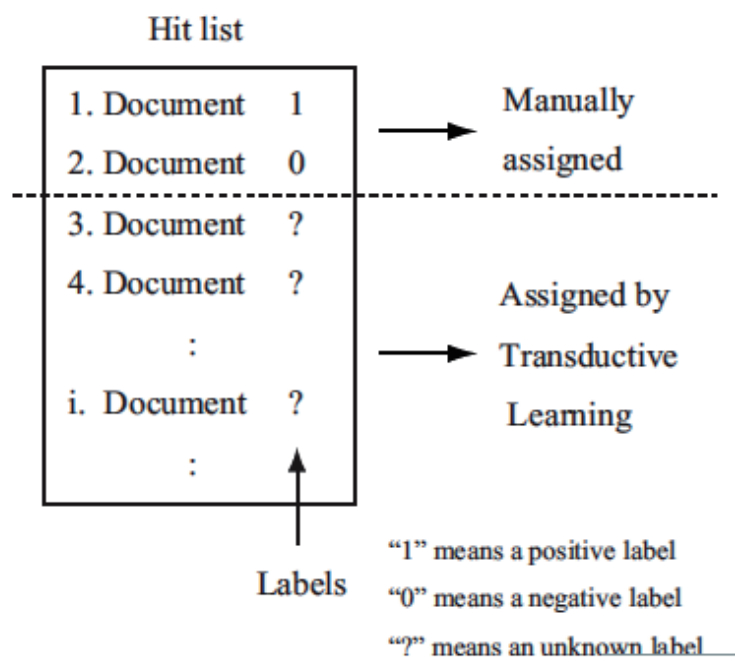 Hit list
1. Document 1
2. Document 0
3. Document ?
4. Document ?
:
i. Document ?
:
Manually
assigned
Assigned by
Transductive
Learning
Labels
“1” means a positive label
“0” means a negative label
“?” means an unknown label